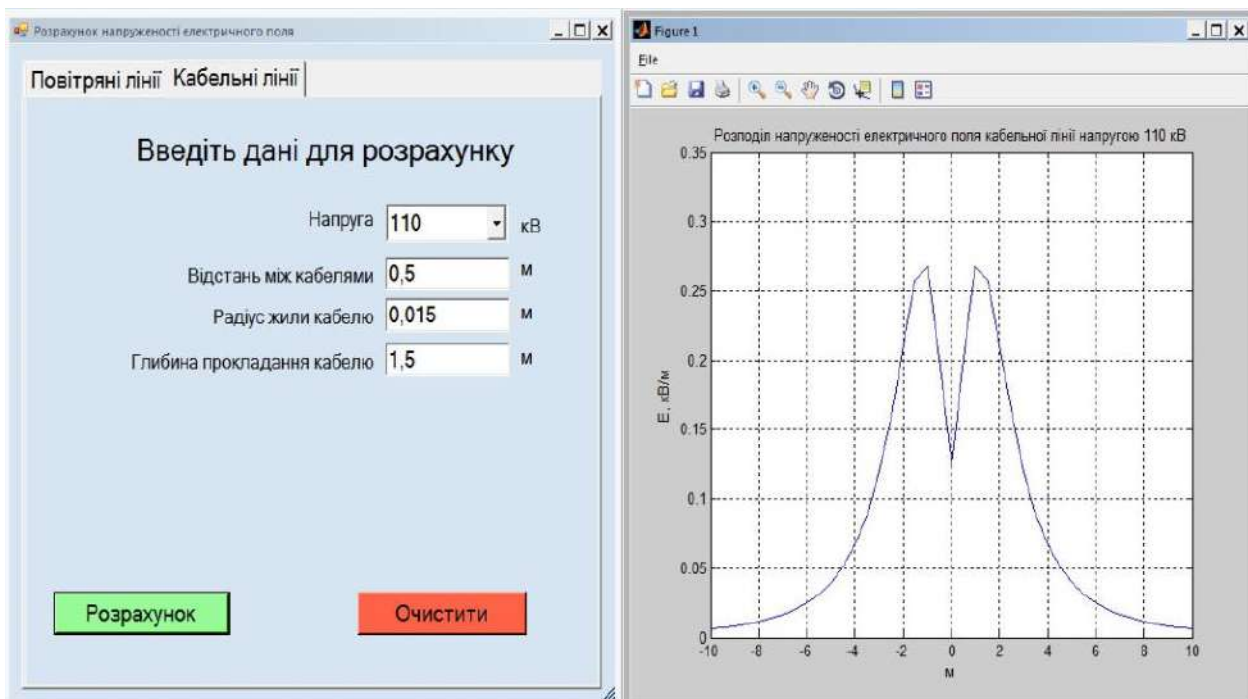 Розрахунок напруженості електричного поля
Повітряні лінії Кабельні лінії
Введіть дані для розрахунку
Напруга 110 кВ
Відстань між кабелями 0,5 м
Радіус жили кабелю 0,015 м
Глибина прокладання кабелю 1,5 м
Розрахунок Очистити
Figure 1
File
Розподіл напруженості електричного поля кабельної лінії напругою 110 кВ
0.35
0.3
0.25
0.2
0.15
0.1
0.05
0
Е, кВ/м
-10 -8 -6 -4 -2 0 2 4 6 8 10
м